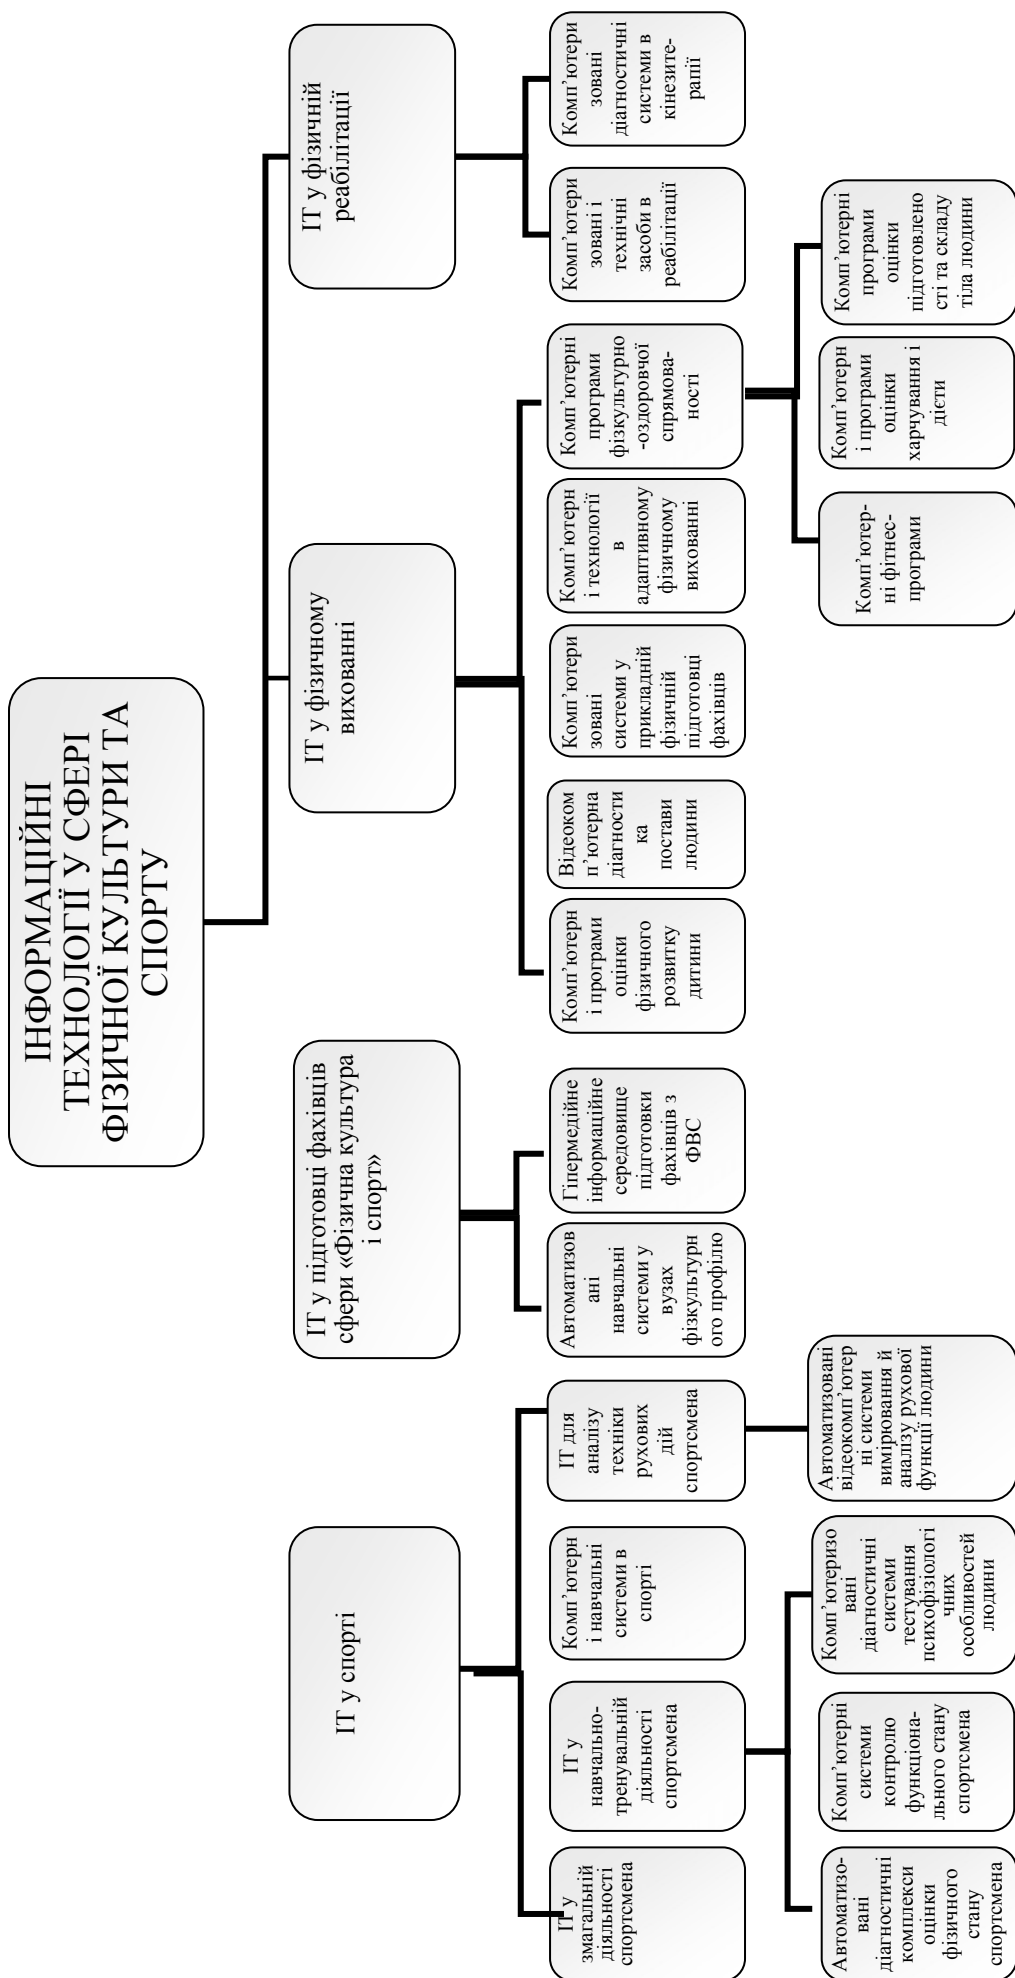 ІНФОРМАЦІЙНІ
ТЕХНОЛОГІЇ У СФЕРІ
ФІЗИЧНОЇ КУЛЬТУРИ ТА
СПОРТУ
ІТ у спорті
ІТ у підготовці фахівців
сфери «Фізична культура
і спорт»
ІТ у фізичному
вихованні
ІТ у фізичній
реабілітації
ІТ у
змагальній
діяльності
спортсмена
ІТ у
навчально-
тренувальній
діяльності
спортсмена
Комп’ютерн
і навчальні
системи в
спорті
ІТ для
аналізу
техніки
рухових
дій
спортсмена
Автоматизов
ані
навчальні
системи у
вузах
фізкультурн
ого профілю
Гіпермедійне
інформаційне
середовище
підготовки
фахівців з
ФВС
Комп’ютерн
і програми
оцінки
фізичного
розвитку
дитини
Відеоком
п’ютерна
діагности
ка
постави
людини
Комп’ютери
зовані
системи у
прикладній
фізичній
підготовці
фахівців
Комп’ютерн
і технології
в
адаптивному
фізичному
вихованні
Комп’ютерні
програми
фізкультурно
-оздоровчої
спрямова-
ності
Комп’ютери
зовані і
технічні
засоби в
реабілітації
Комп’ютери
зовані
діагностичні
системи в
кінезите-
рапії
Автоматизо-
вані
діагностичні
комплекси
оцінки
фізичного
стану
спортсмена
Комп’ютерні
системи
контролю
функціона-
льного стану
спортсмена
Комп’ютеризо
вані
діагностичні
системи
тестування
психофізіологі
чних
особливостей
людини
Автоматизовані
відеокомп’ютер
ні системи
вимірювання й
аналізу рухової
функції людини
Комп’ютер-
ні фітнес-
програми
Комп’ютерн
і програми
оцінки
харчування і
дієти
Комп’ютерні
програми
оцінки
підготовлено
сті та складу
тіла людини